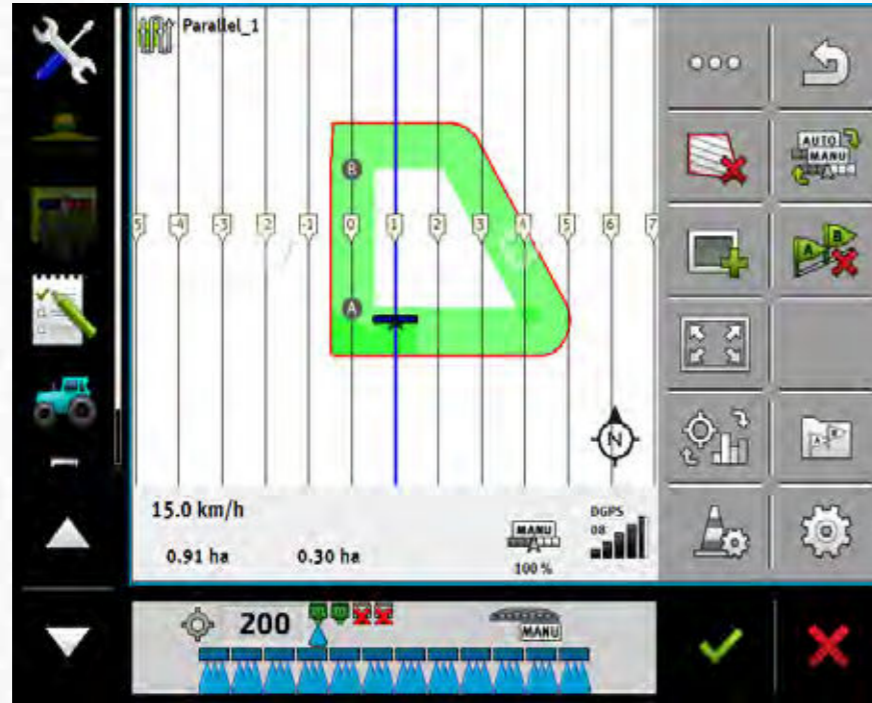 Parallel_1
AUTO
MANU
B
5 -4 -3 -2 -1 0 1 2 3 4 5 6 7
A B
A
N
A B
15.0 km/h
DGPS
08
MANU
0.91 ha 0.30 ha
100 %
200
MANU